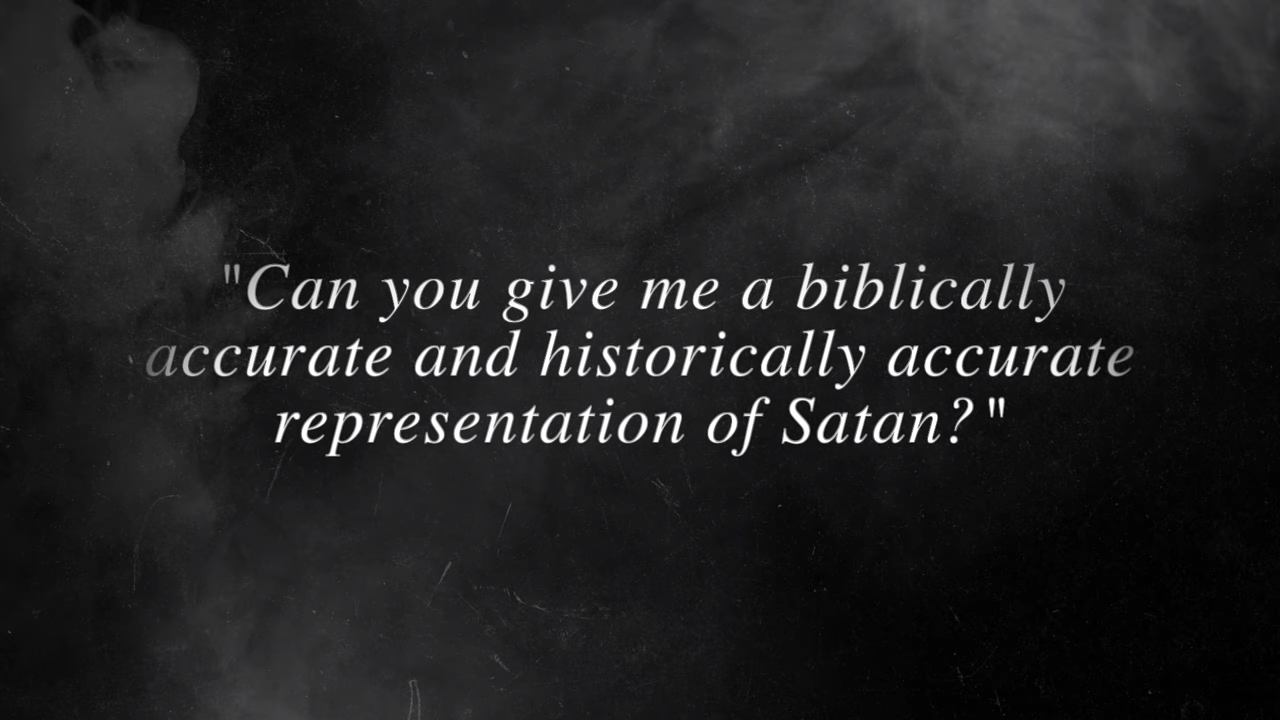 "Can you give me a biblically
accurate and historically accurate
representation of Satan?"